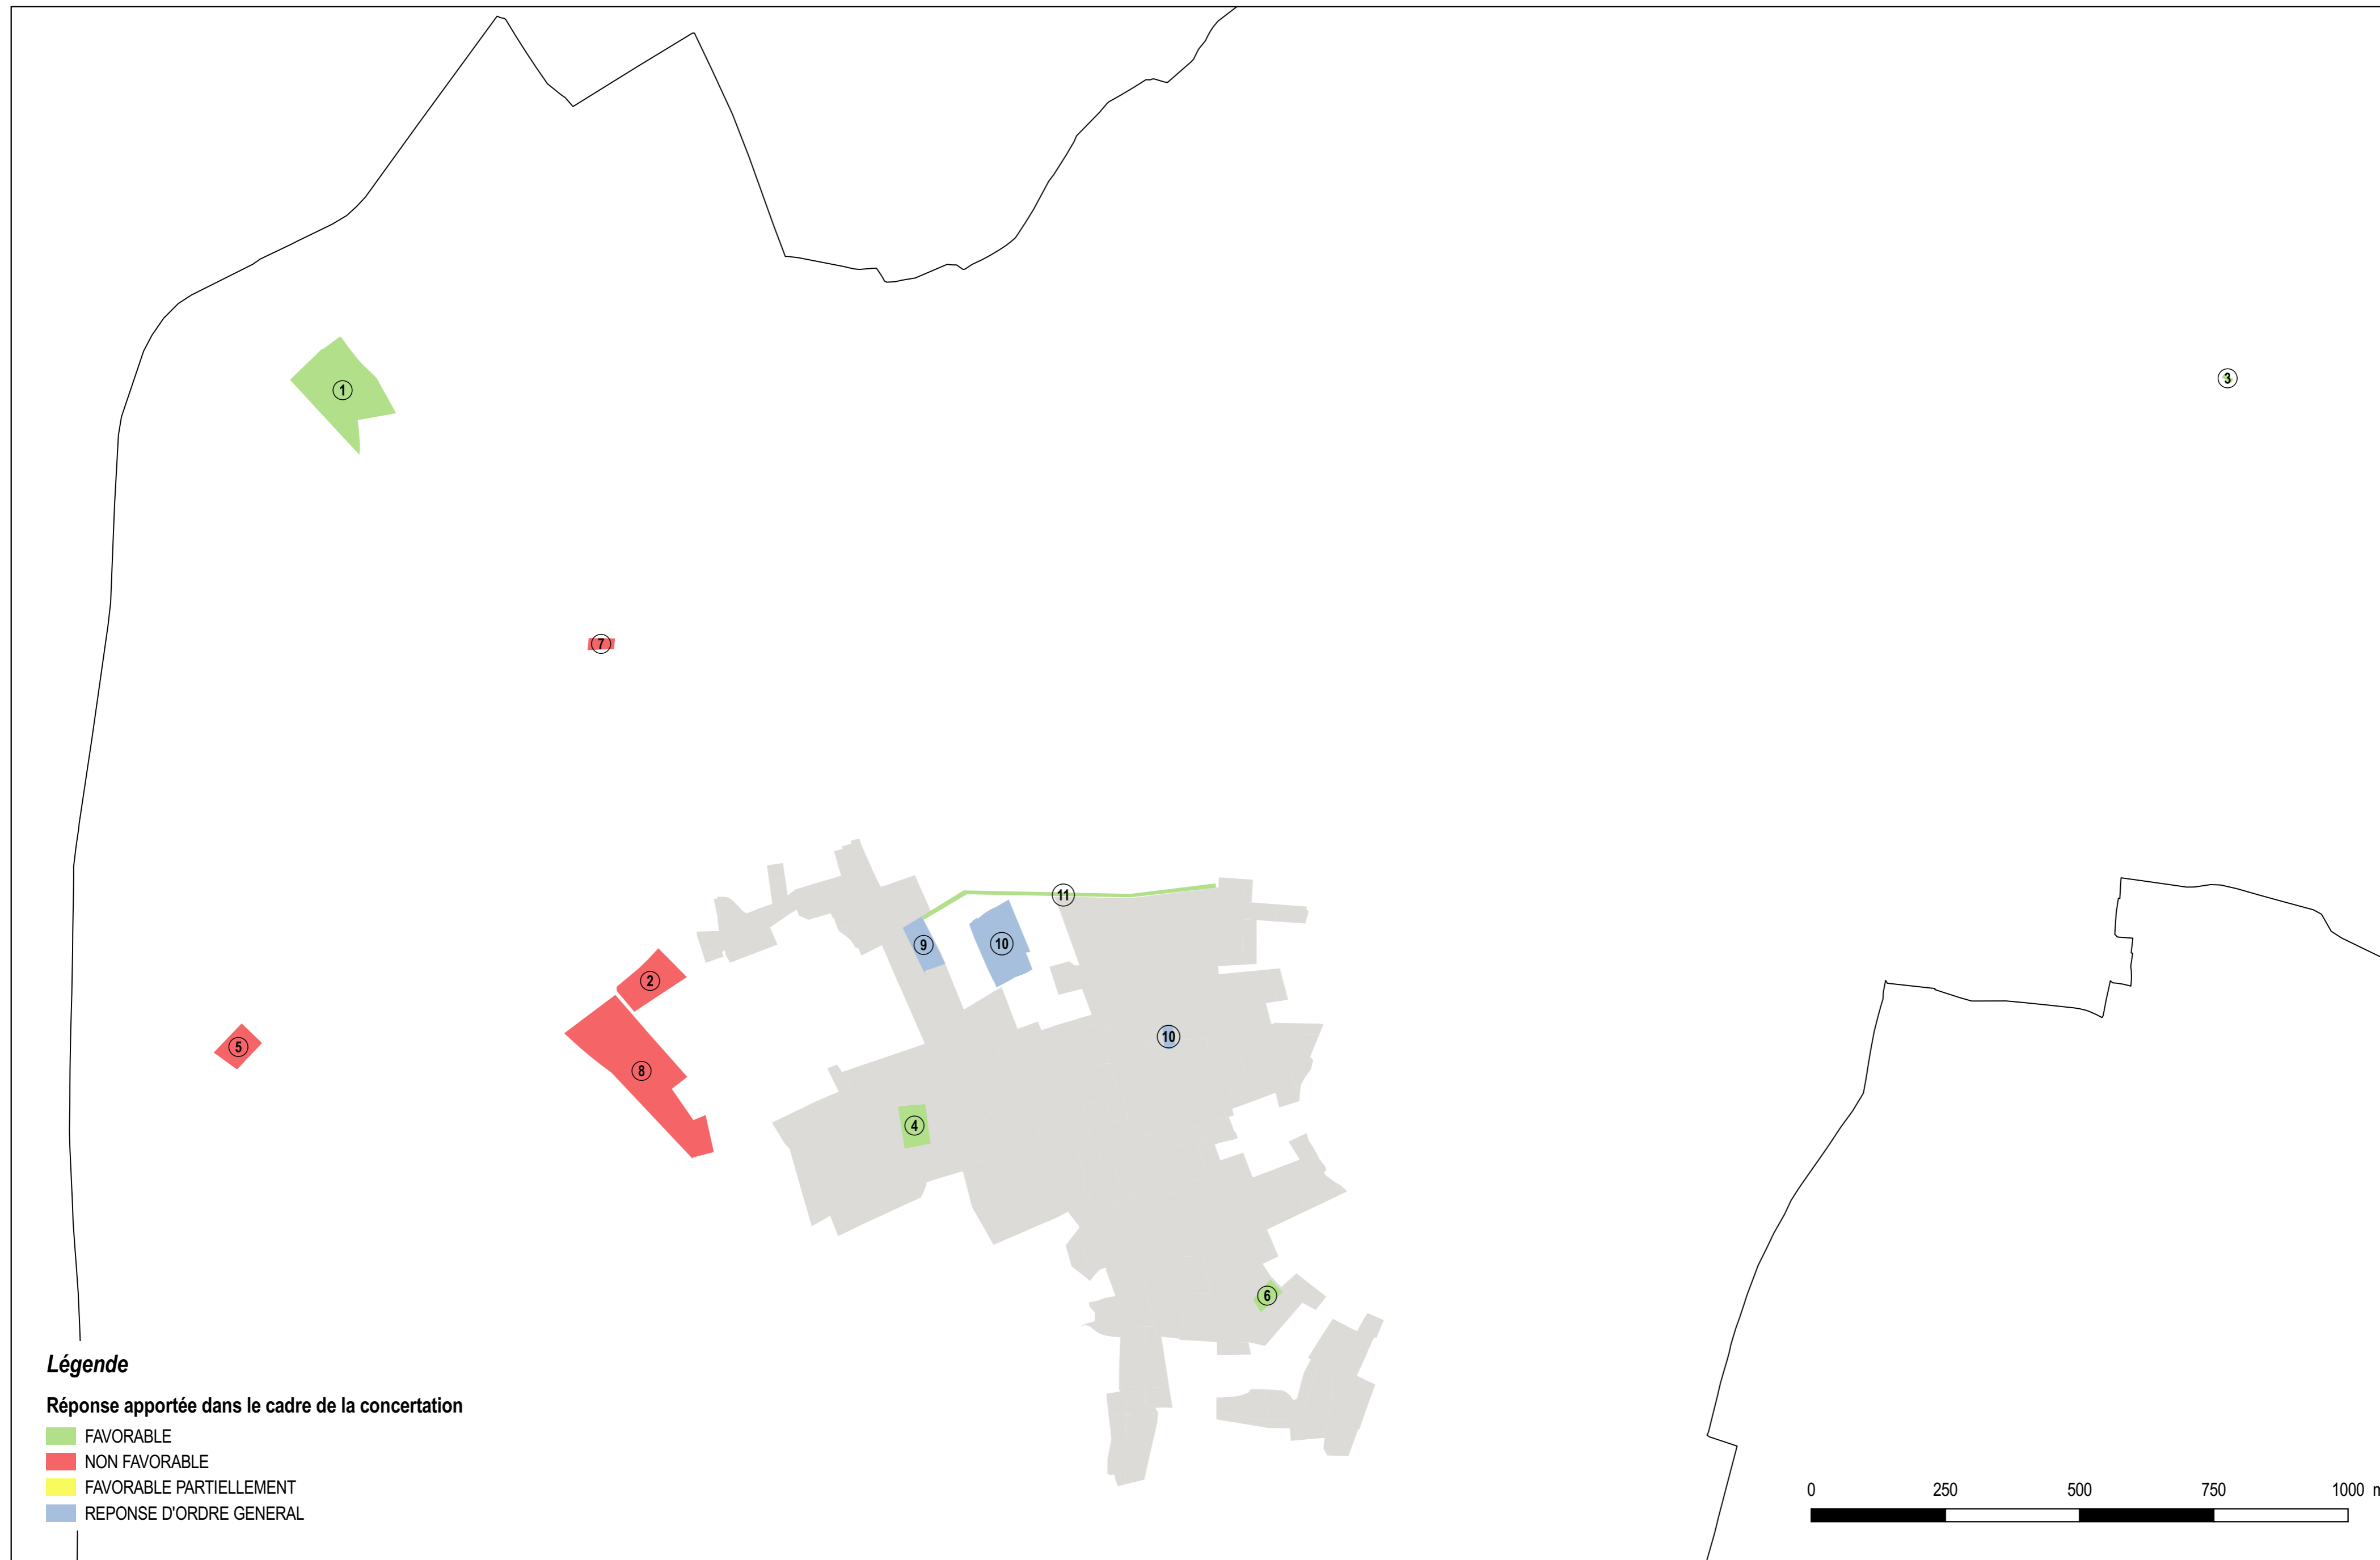 1
3
7
11
9
10
2
10
5
8
4
6
Légende
Réponse apportée dans le cadre de la concertation
FAVORABLE
NON FAVORABLE
FAVORABLE PARTIELLEMENT
REPONSE D'ORDRE GENERAL
0 250 500 750 1000